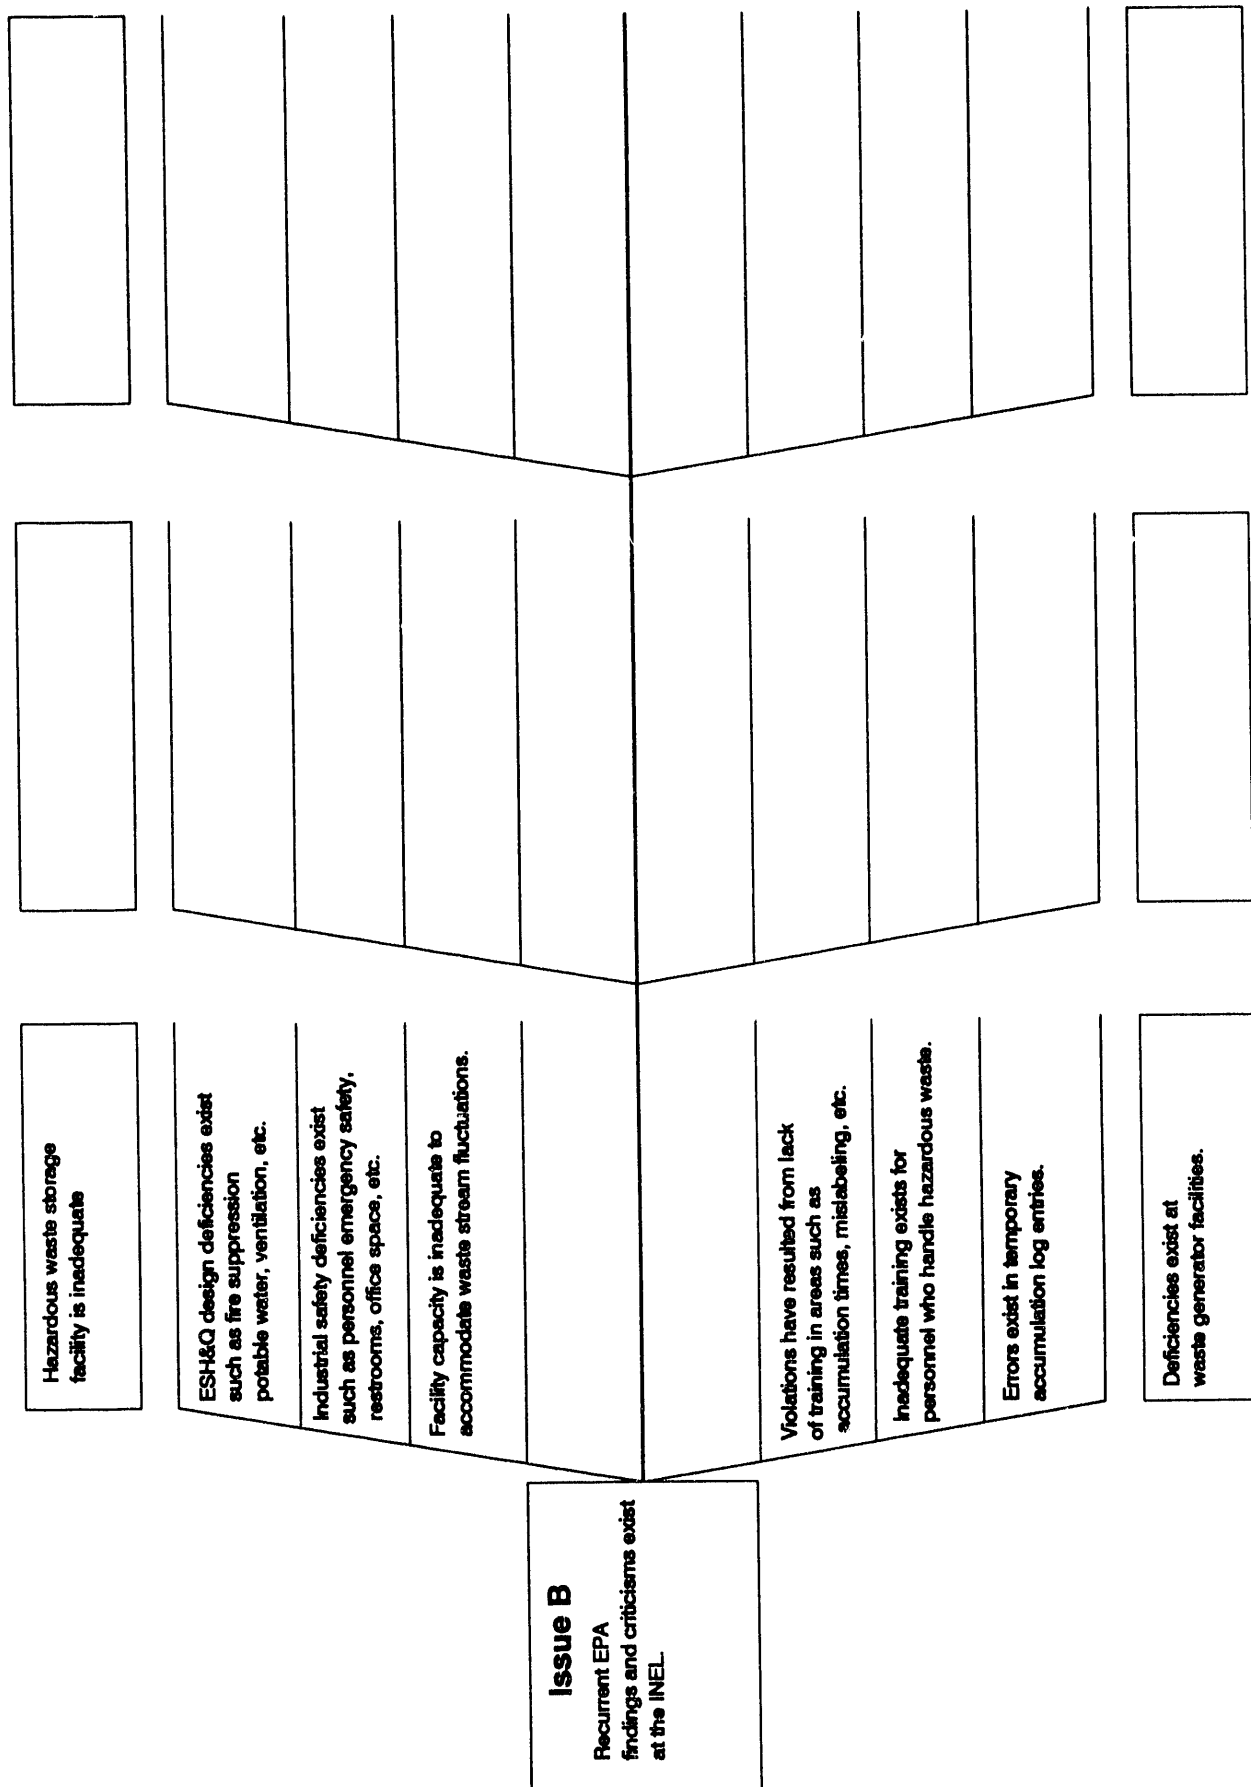 Hazardous waste storage
facility is inadequate
ESH&Q design deficiencies exist
such as fire suppression
potable water, ventilation, etc.
Industrial safety deficiencies exist
such as personnel emergency safety,
restrooms, office space, etc.
Facility capacity is inadequate to
accommodate waste stream fluctuations.
Issue B
Recurrent EPA
findings and criticisms exist
at the INEL.
Violations have resulted from lack
of training in areas such as
accumulation times, mislabeling, etc.
Inadequate training exists for
personnel who handle hazardous waste.
Errors exist in temporary
accumulation log entries.
Deficiencies exist at
waste generator facilities.